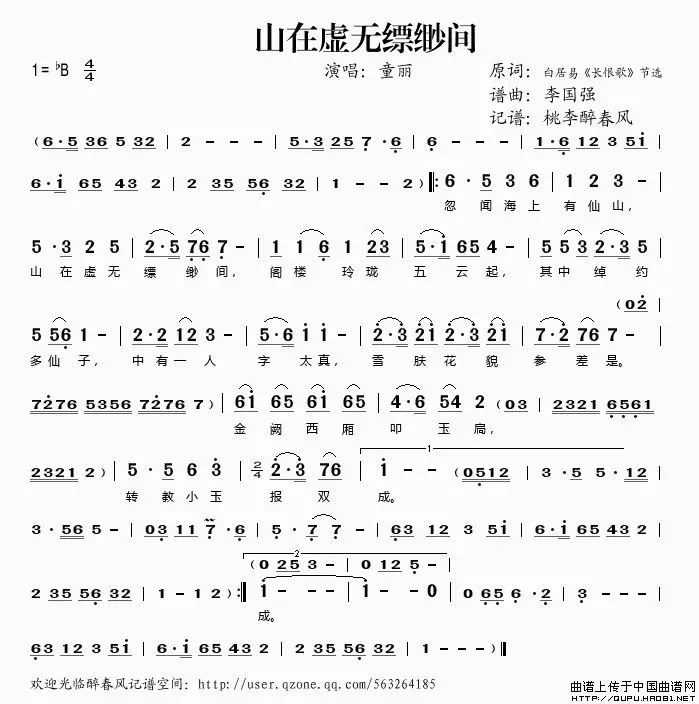 山在虚无缥缈间
1=♭B 4/4 演唱：童丽 原词：白居易《长恨歌》节选
谱曲：李国强
记谱：桃李醉春风
（6·5 36 5 32 | 2 - - - | 5·3 25 7 ·6 | 6 - - - | 1·6 12 3 5i |
6·i 65 43 2 | 2 35 56 32 | 1 - - 2）‖: 6 · 5 3 6 | 1 2 3 - |
忽 闻 海 上 有 仙 山，
5 ·3 2 5 | 2·5 76 7 - | 1 1 6 1 23 | 5·i 65 4 - | 5 53 2·3 5 |
山 在 虚 无 缥 缈 间， 阁 楼 玲 珑 五 云 起， 其 中 绰 约
（02
5 56 1 - | 2·2 12 3 - | 5·6 i i - | 2·3 2i 2·3 2i | 7·2 76 7 - |
多 仙 子， 中 有 一 人 字 太 真， 雪 肤 花 貌 参 差 是。
7276 5356 7276 7） | 6i 65 6i 65 | 4·6 54 2 （03 | 2321 6561 |
金 阙 西 厢 叩 玉 扃，
2321 2） | 5 · 5 6 3 | 2/4 2·3 76 | 1 - - （0512 | 3 ·5 5 ·12 |
1
转 教 小 玉 报 双 成。
3 ·56 5 - | 03 11 7 ·6 | 5 · 7 7 - | 63 12 3 5i | 6·i 65 43 2 |
2
（0 25 3 - | 0 12 5 -
2 35 56 32 | 1 - - 2）:‖ 1 - - - | 1 - - 0 | 0 65 6 ·2 | 3 - - - |
成。
63 12 3 5i | 6·i 65 43 2 | 2 35 56 32 | 1 - - -）‖
欢迎光临醉春风记谱空间：http://user.qzone.qq.com/563264185
曲谱上传于中国曲谱网
HTTP://QUPU.HAO81.NET